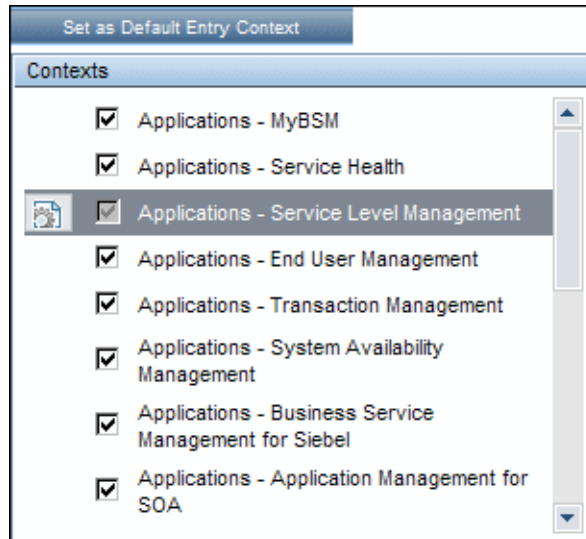 Set as Default Entry Context
Contexts
Applications - MyBSM
Applications - Service Health
Applications - Service Level Management
Applications - End User Management
Applications - Transaction Management
Applications - System Availability
Management
Applications - Business Service
Management for Siebel
Applications - Application Management for
SOA